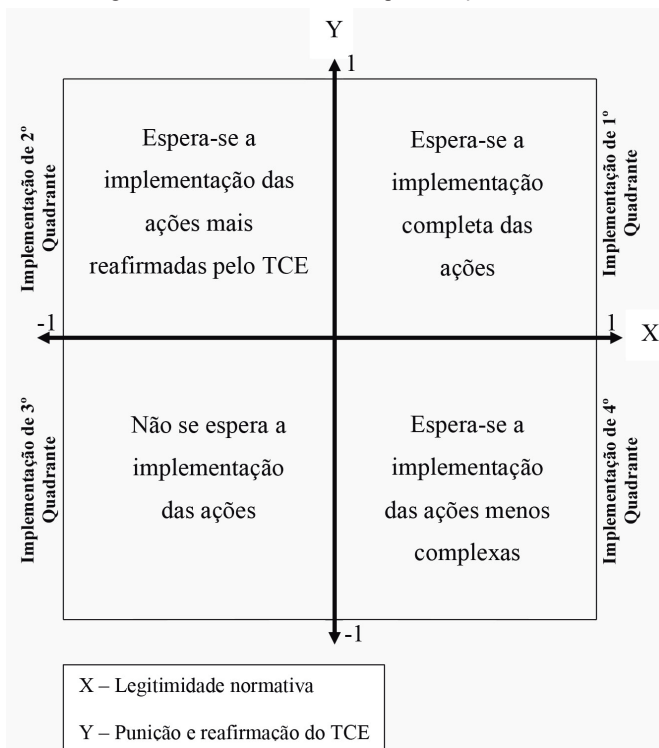 Y
1
Implementação de 2º
Quadrante
Espera-se a
implementação das
ações mais
reafirmadas pelo TCE
Espera-se a
implementação
completa das
ações
Implementação de 1º
Quadrante
-1
1
X
Implementação de 3º
Quadrante
Não se espera a
implementação
das ações
Espera-se a
implementação
das ações menos
complexas
Implementação de 4º
Quadrante
-1
X – Legitimidade normativa
Y – Punição e reafirmação do TCE